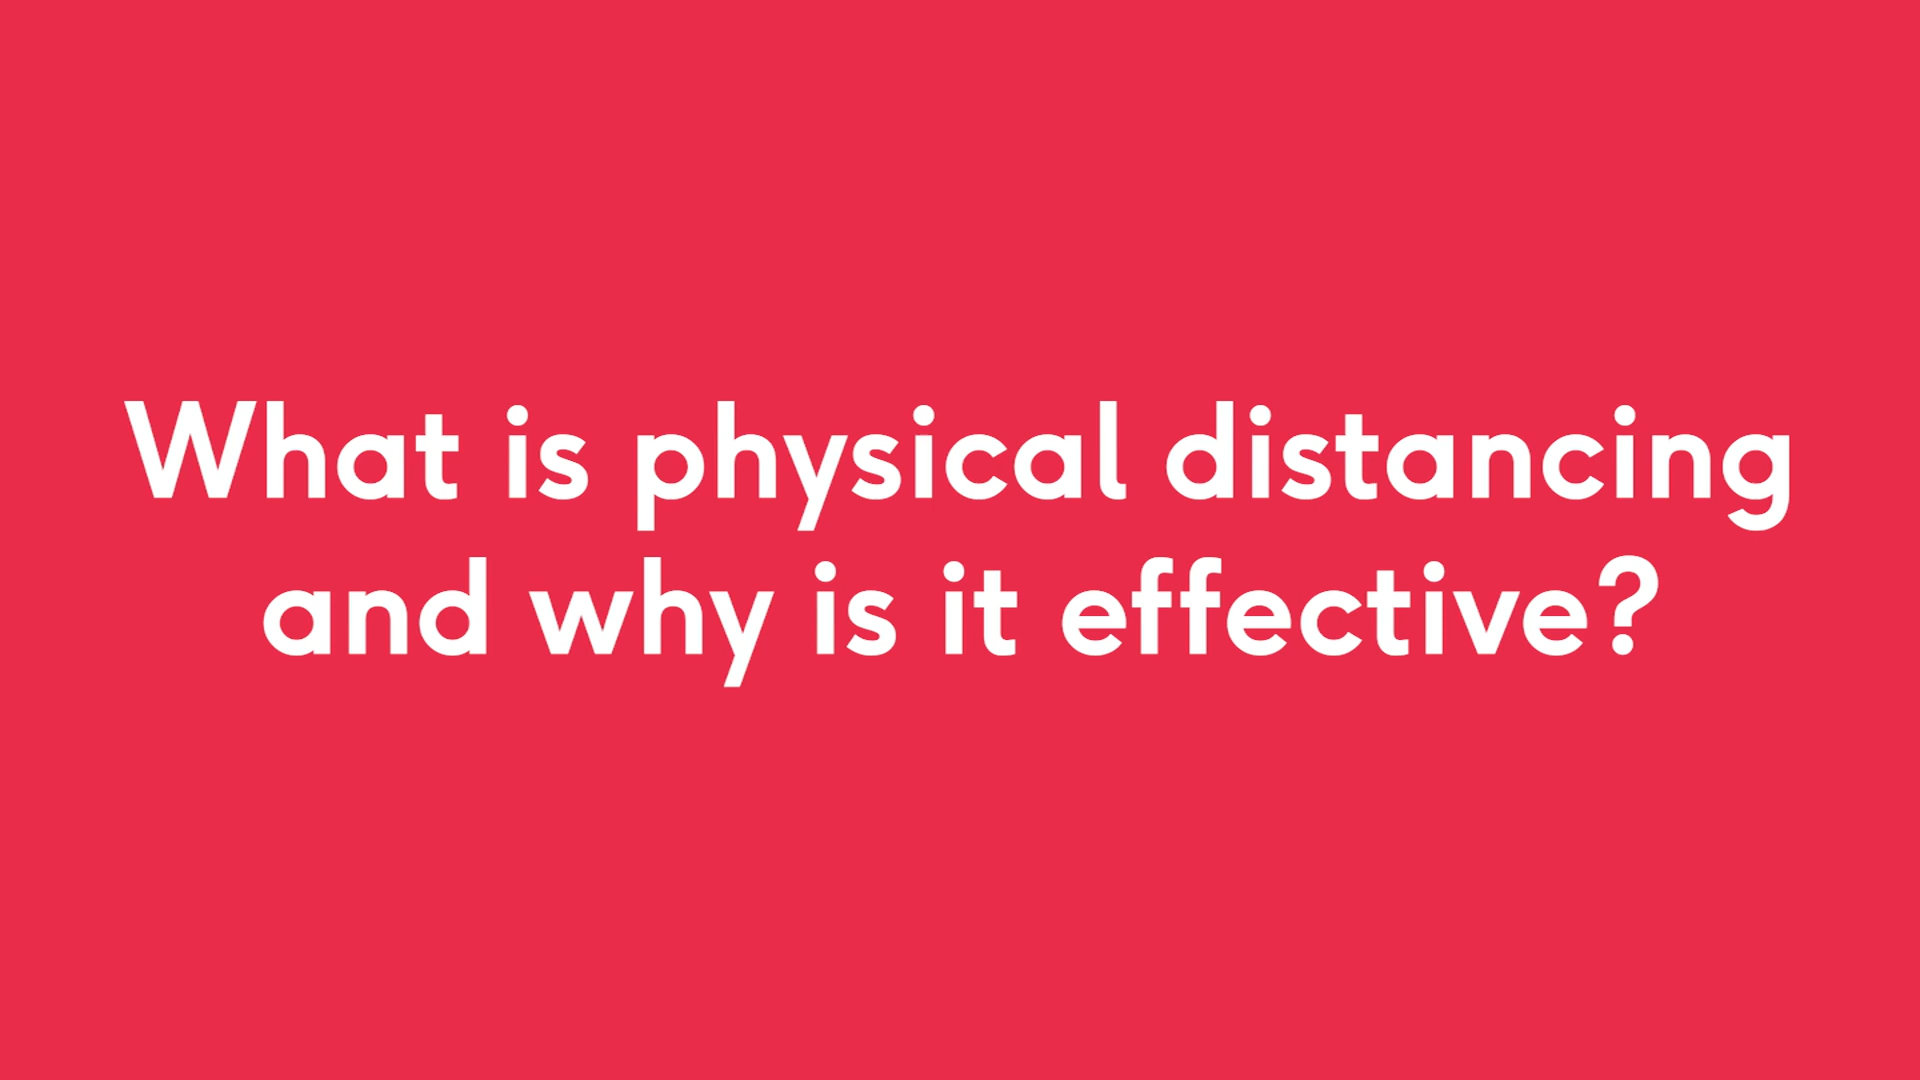 What is physical distancing
and why is it effective?